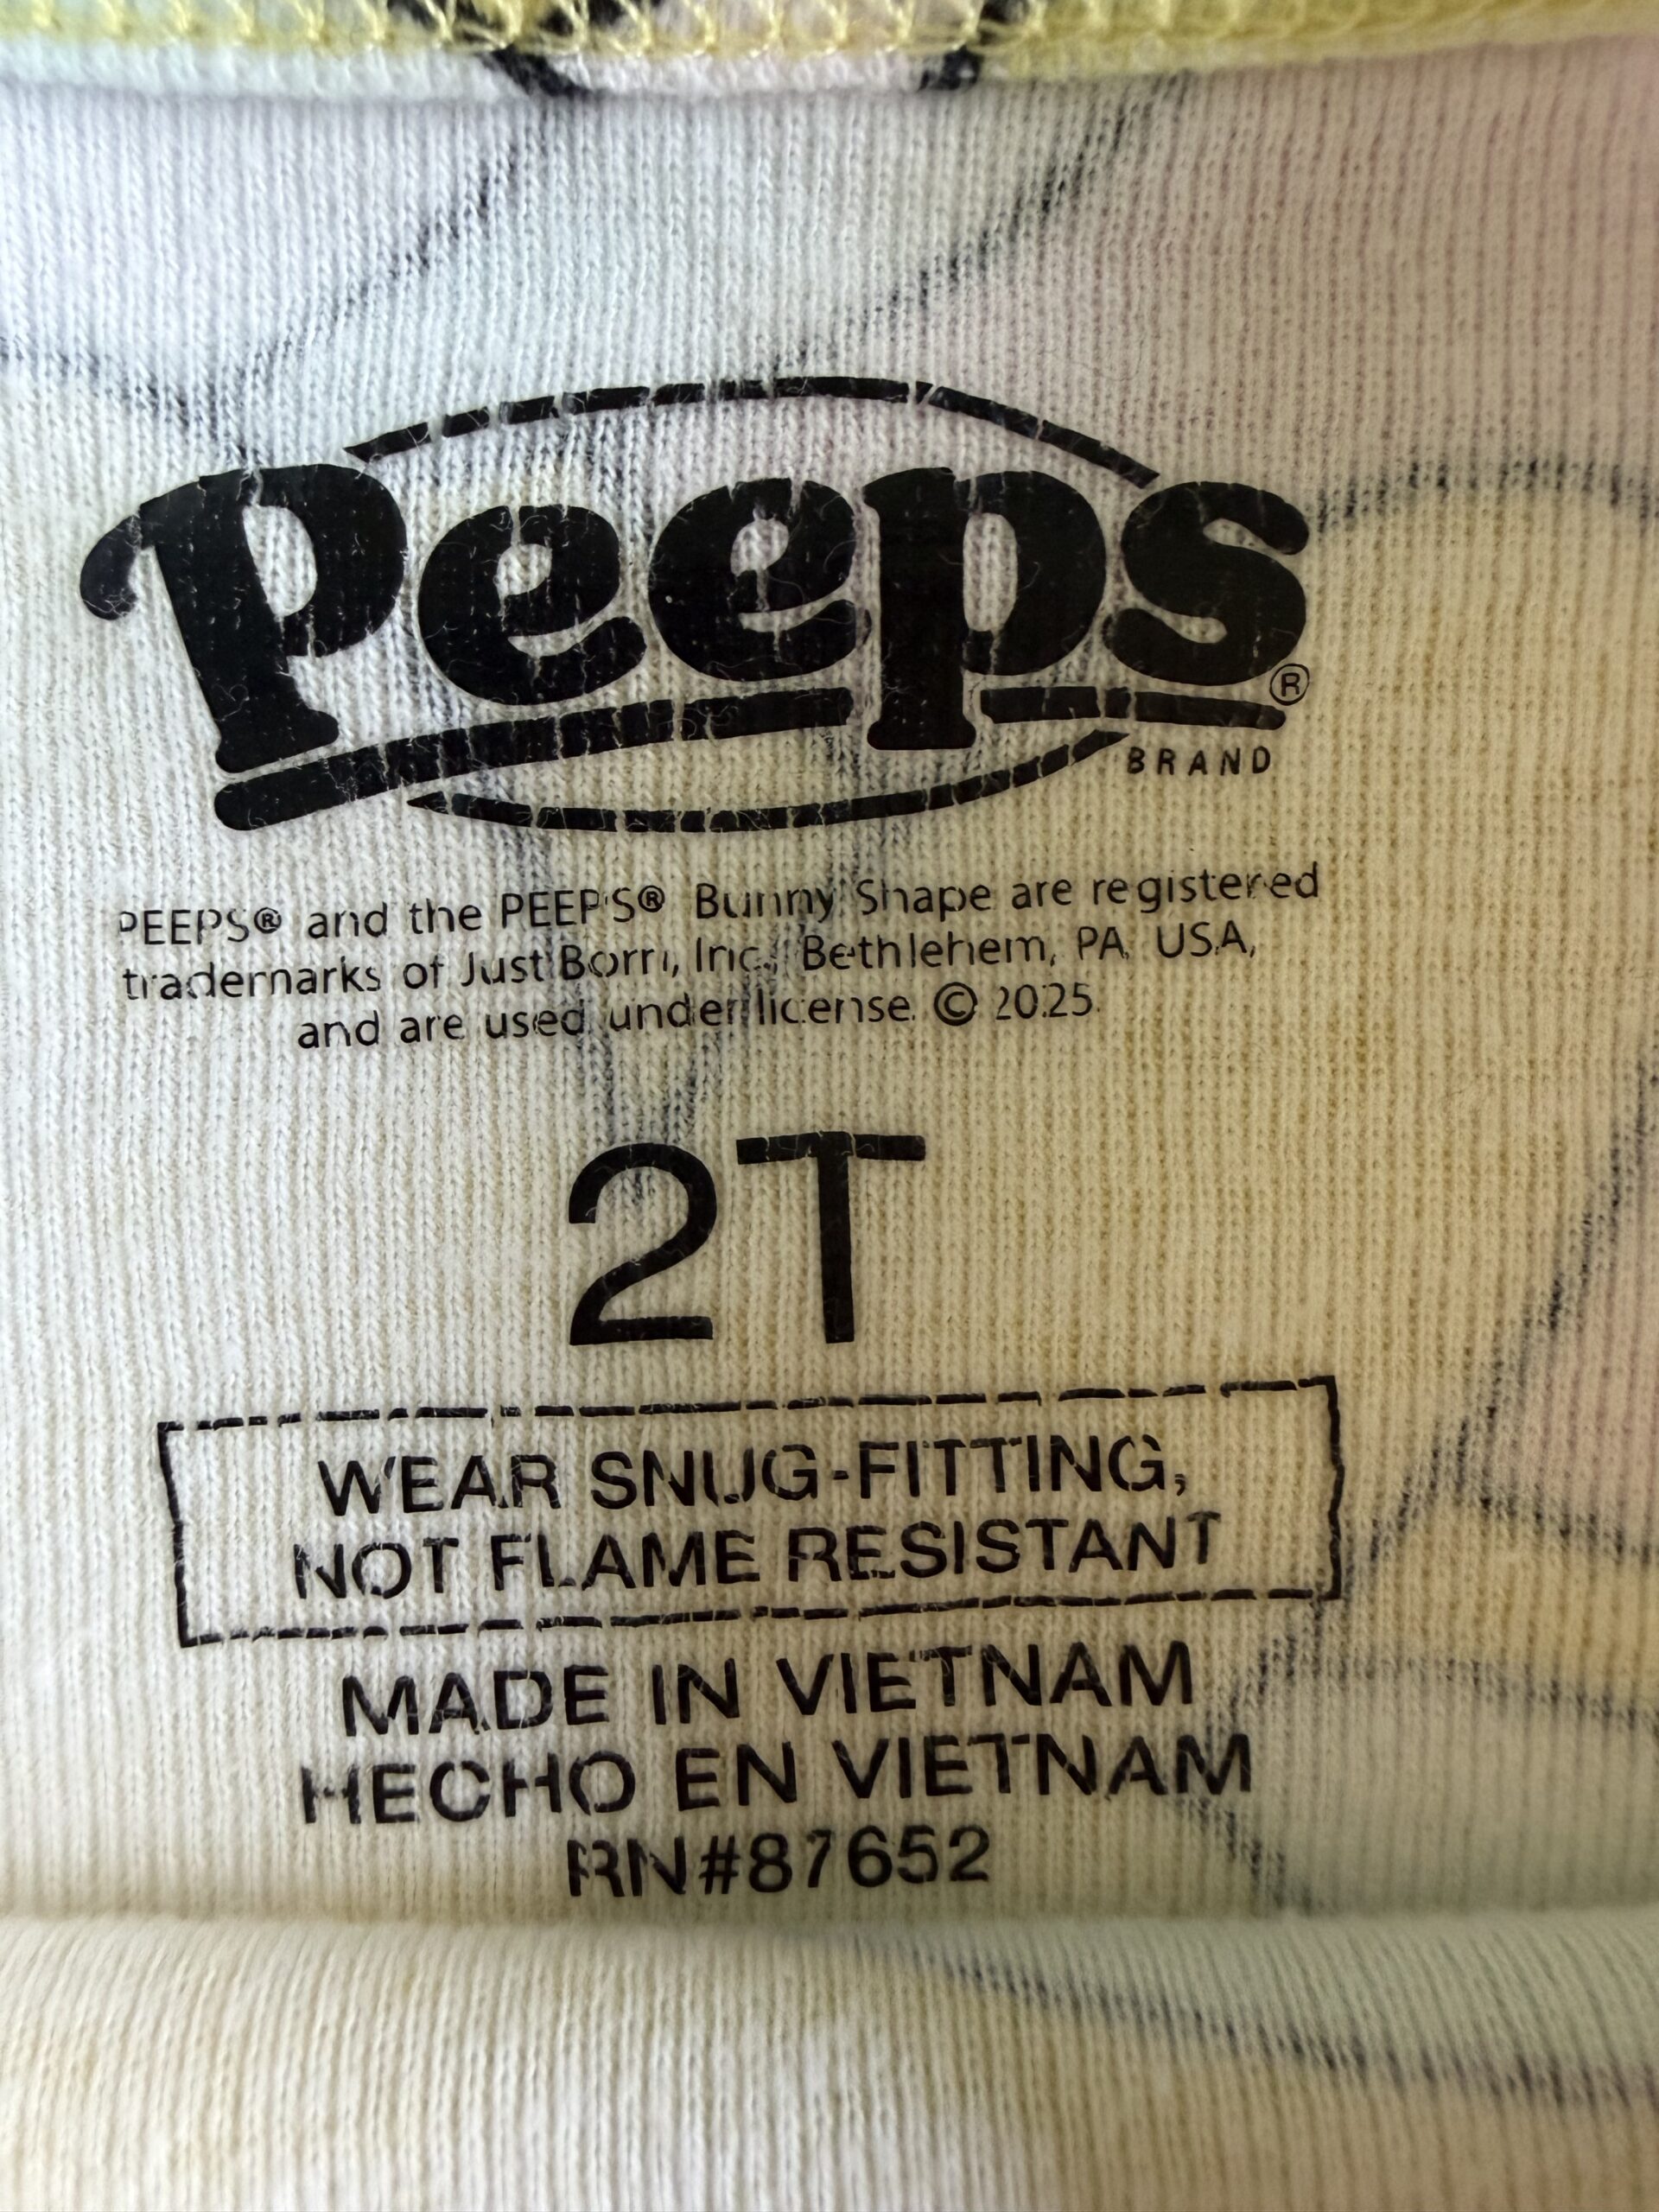 Peeps®
BRAND
PEEPS® and the PEEPS® Bunny Shape are registered
trademarks of Just Born, Inc., Bethlehem, PA, USA,
and are used under license. © 2025.
2T
WEAR SNUG-FITTING,
NOT FLAME RESISTANT
MADE IN VIETNAM
HECHO EN VIETNAM
RN#87652